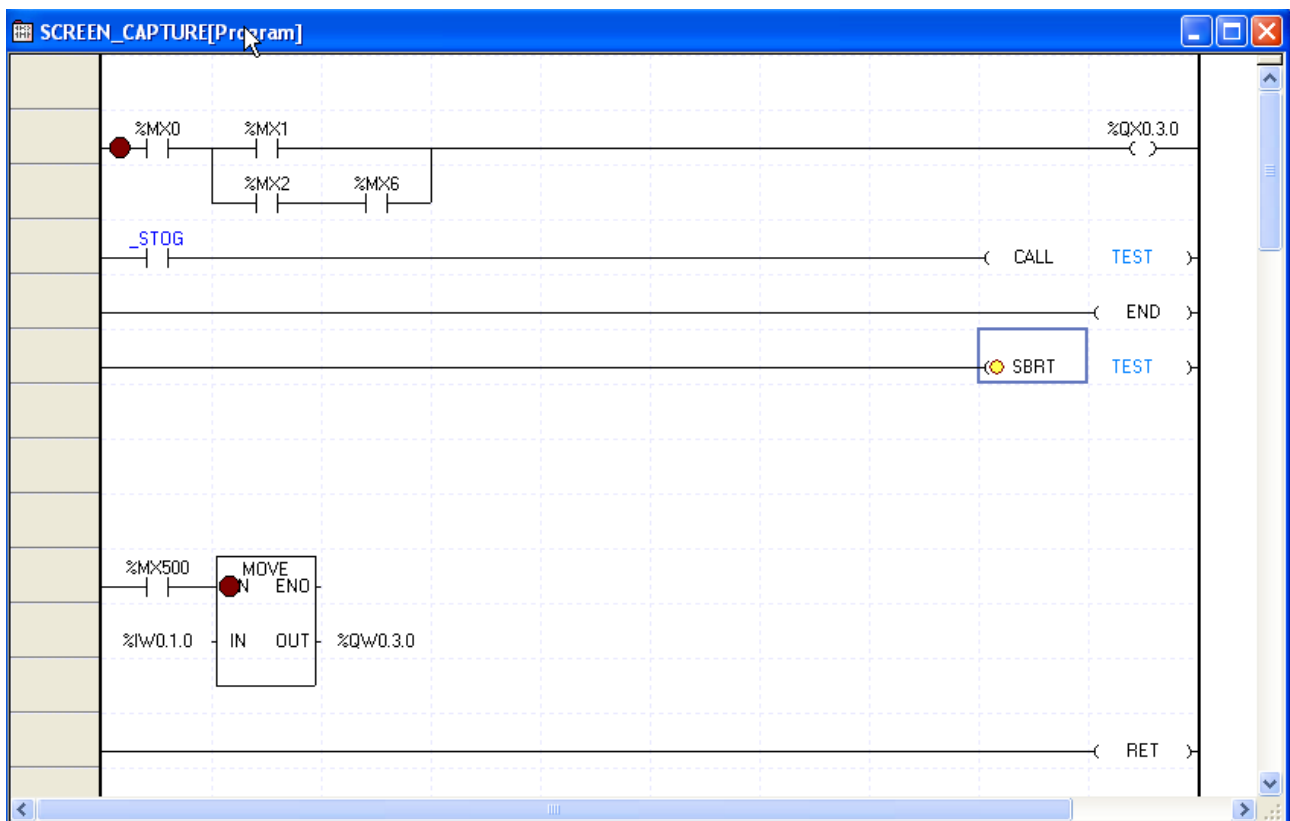 SCREEN_CAPTURE[Program]
%MX0 %MX1 %QX0.3.0
%MX2 %MX6
_STOG
CALL TEST
END
SBRT TEST
%MX500 MOVE
N ENO
%IW0.1.0 IN OUT %QW0.3.0
RET